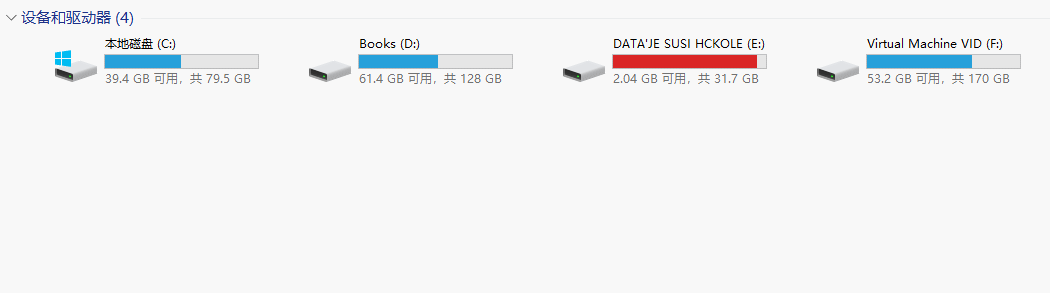 设备和驱动器 (4)
本地磁盘 (C:)
39.4 GB 可用，共 79.5 GB
Books (D:)
61.4 GB 可用，共 128 GB
DATA'JE SUSI HCKOLE (E:)
2.04 GB 可用，共 31.7 GB
Virtual Machine VID (F:)
53.2 GB 可用，共 170 GB